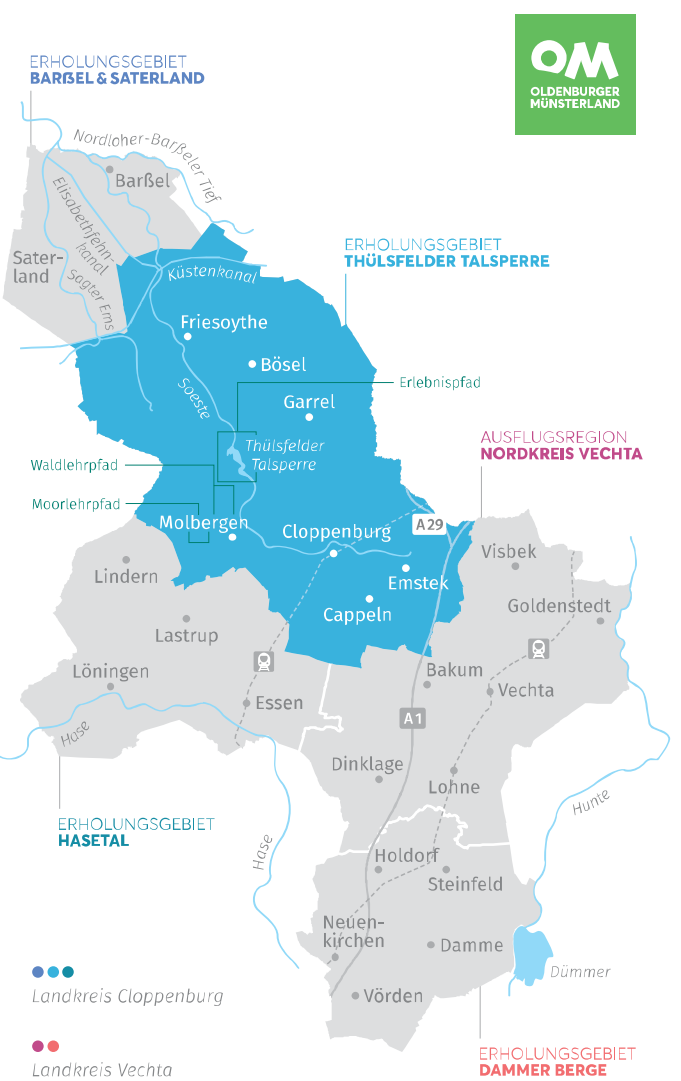 OM
OLDENBURGER
MÜNSTERLAND
ERHOLUNGSGEBIET
BARẞEL & SATERLAND
Nordloher-Barßeler Tief
Barßel
Elisabethfehn-
kanal
Sater-
land
Sagter Ems
Küstenkanal
ERHOLUNGSGEBIET
THÜLSFELDER TALSPERRE
Friesoythe
Bösel
Soeste
Garrel
Erlebnispfad
Thülsfelder
Talsperre
Waldlehrpfad
Moorlehrpfad
AUSFLUGSREGION
NORDKREIS VECHTA
Molbergen
Cloppenburg
A29
Visbek
Lindern
Emstek
Cappeln
Goldenstedt
Lastrup
Löningen
Bakum
Vechta
Essen
A1
Hase
Dinklage
Lohne
Hunte
ERHOLUNGSGEBIET
HASETAL
Hase
Holdorf
Steinfeld
Neuen-
kirchen
Damme
Dümmer
Vörden
Landkreis Cloppenburg
ERHOLUNGSGEBIET
DAMMER BERGE
Landkreis Vechta